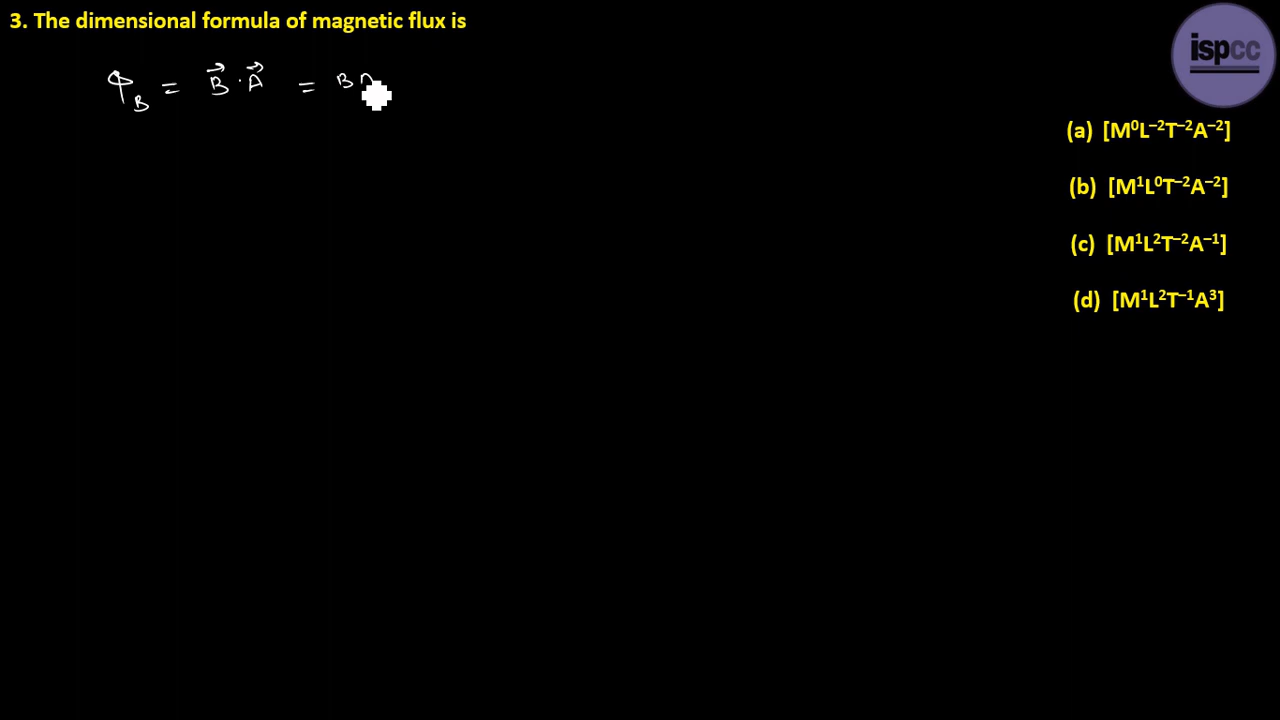 3. The dimensional formula of magnetic flux is
ispcc
Φ_B = B⃗ · A⃗ = B
(a) [M⁰L⁻²T⁻²A⁻²]
(b) [M¹L⁰T⁻²A⁻²]
(c) [M¹L²T⁻²A⁻¹]
(d) [M¹L²T⁻¹A³]